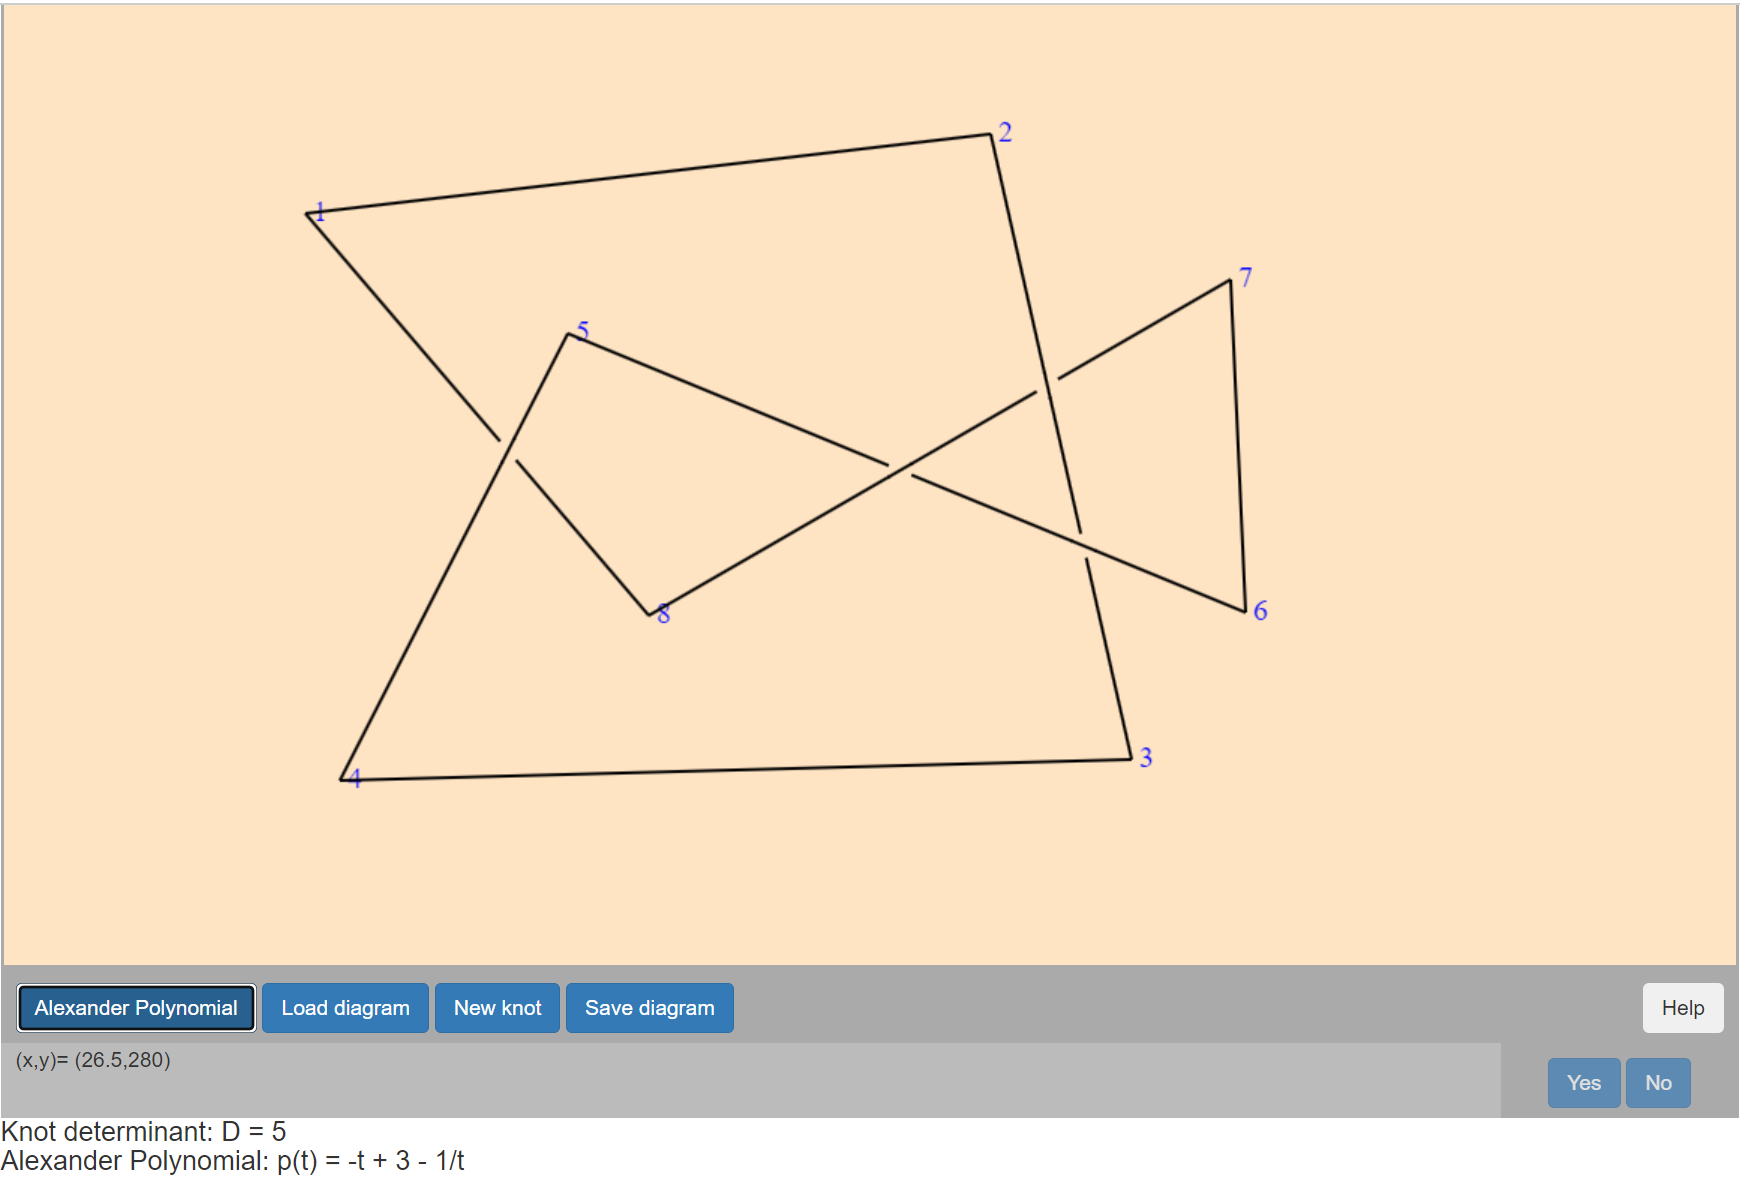 2
1
7
5
8
6
3
4
Alexander Polynomial Load diagram New knot Save diagram Help
(x,y)= (26.5,280)
Yes No
Knot determinant: D = 5
Alexander Polynomial: p(t) = -t + 3 - 1/t